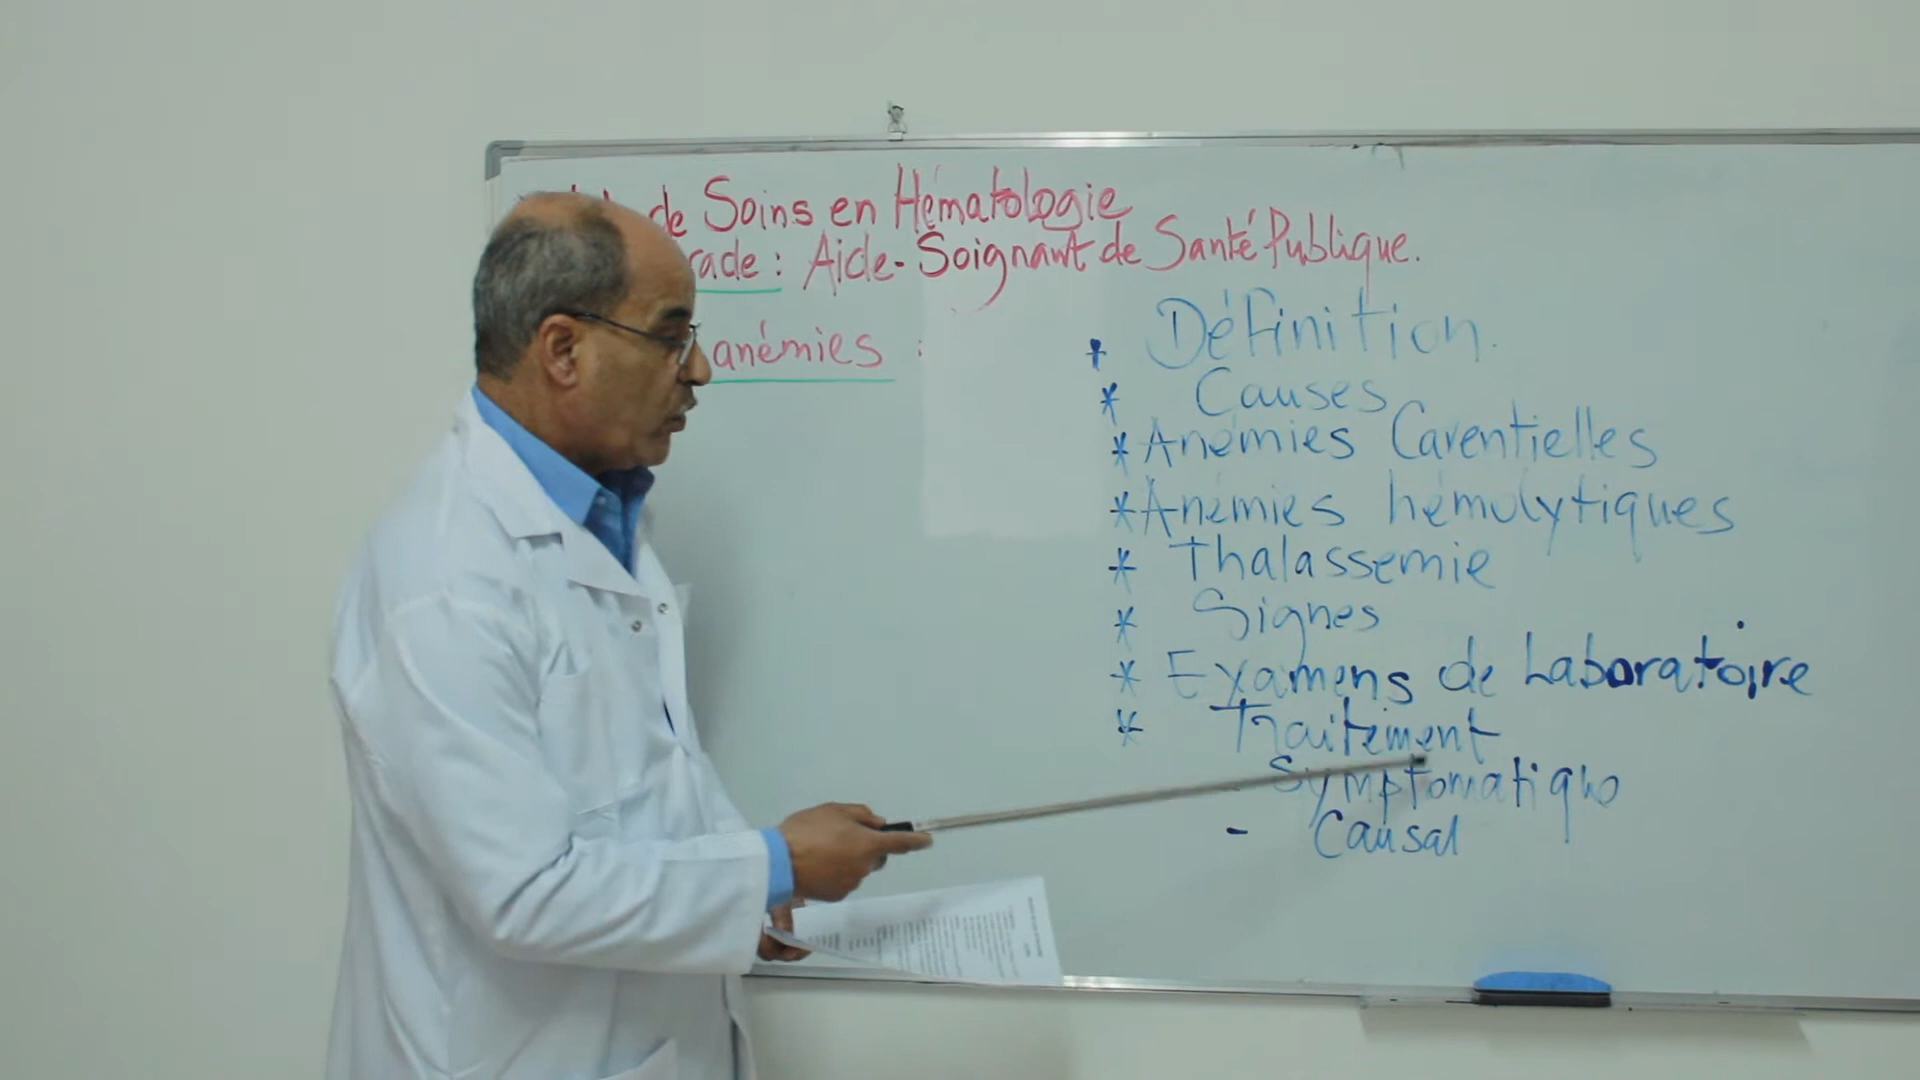 de Soins en Hématologie
rade : Aide-Soignant de Santé Publique.
anémies :
* Définition.
* Causes
* Anémies Carentielles
* Anémies hémolytiques
* Thalassemie
* Signes
* Examens de Laboratoire
* Traitement
- Symptomatique
- Causal